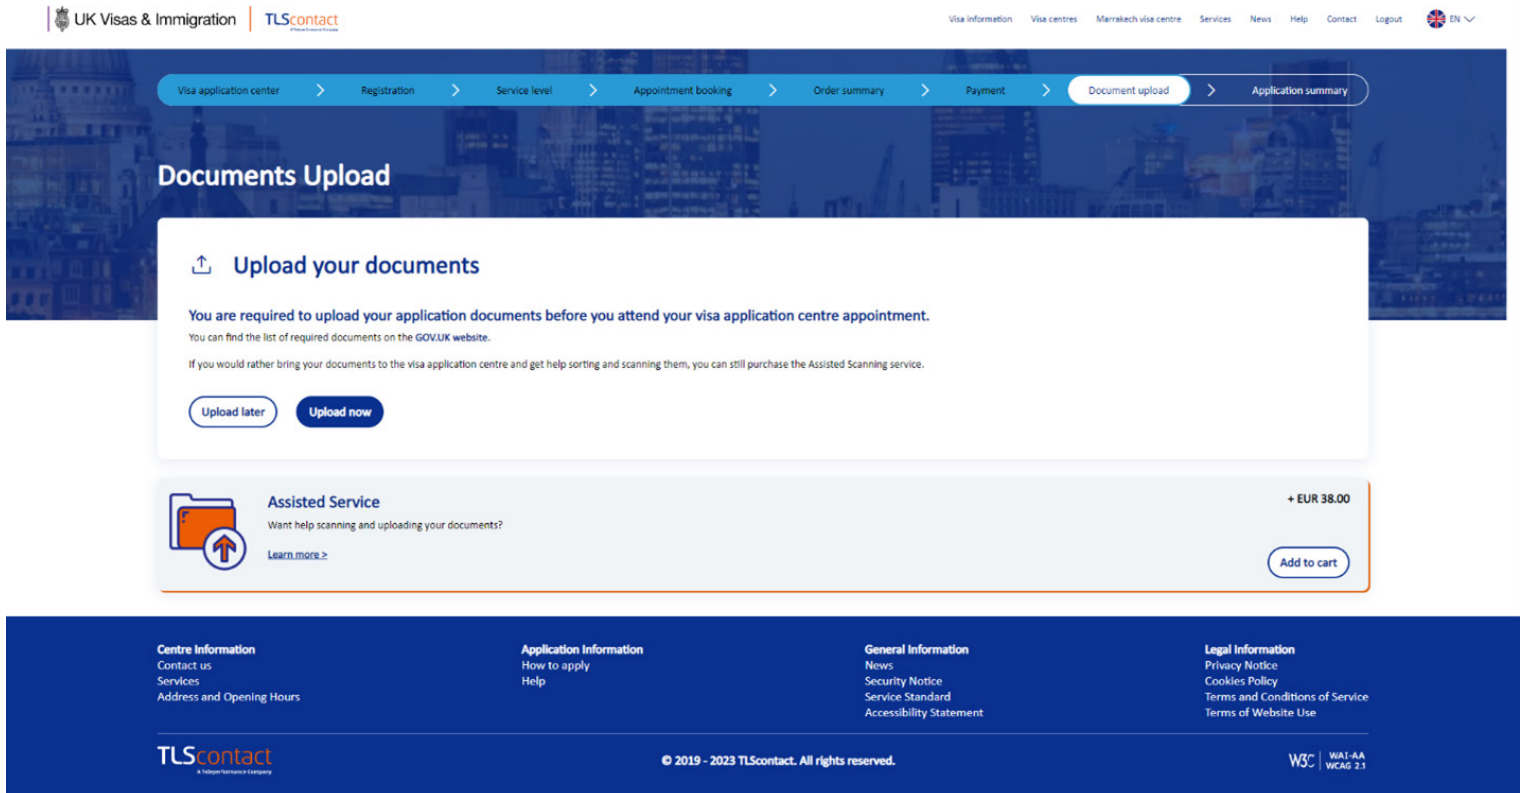 UK Visas & Immigration
TLScontact
A Teleperformance Company
Visa information
Visa centres
Marrakech visa centre
Services
News
Help
Contact
Logout
EN
Visa application center
Registration
Service level
Appointment booking
Order summary
Payment
Document upload
Application summary
Documents Upload
Upload your documents
You are required to upload your application documents before you attend your visa application centre appointment.
You can find the list of required documents on the GOV.UK website.
If you would rather bring your documents to the visa application centre and get help sorting and scanning them, you can still purchase the Assisted Scanning service.
Upload later
Upload now
Assisted Service
+ EUR 38.00
Want help scanning and uploading your documents?
Learn more >
Add to cart
Centre Information
Contact us
Services
Address and Opening Hours
Application Information
How to apply
Help
General Information
News
Security Notice
Service Standard
Accessibility Statement
Legal Information
Privacy Notice
Cookies Policy
Terms and Conditions of Service
Terms of Website Use
TLScontact
A Teleperformance Company
© 2019 - 2023 TLScontact. All rights reserved.
W3C
WAI-AA
WCAG 2.1